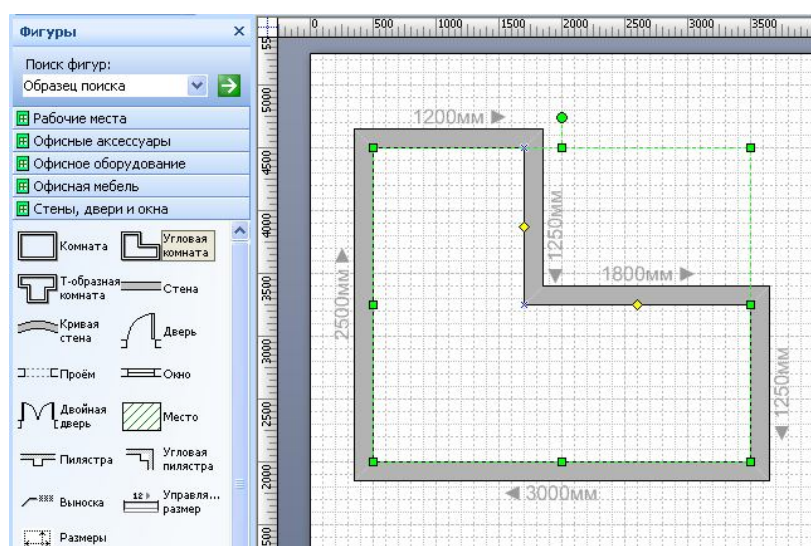 Фигуры
Поиск фигур:
Образец поиска
Рабочие места
Офисные аксессуары
Офисное оборудование
Офисная мебель
Стены, двери и окна
Комната
Угловая комната
Т-образная комната
Стена
Кривая стена
Дверь
Проём
Окно
Двойная дверь
Место
Пилястра
Угловая пилястра
Выноска
Управля... размер
Размеры
0 500 1000 1500 2000 2500 3000 3500
5000
4500
4000
3500
3000
2500
2000
1200мм
1250мм
1800мм
2500мм
1250мм
3000мм